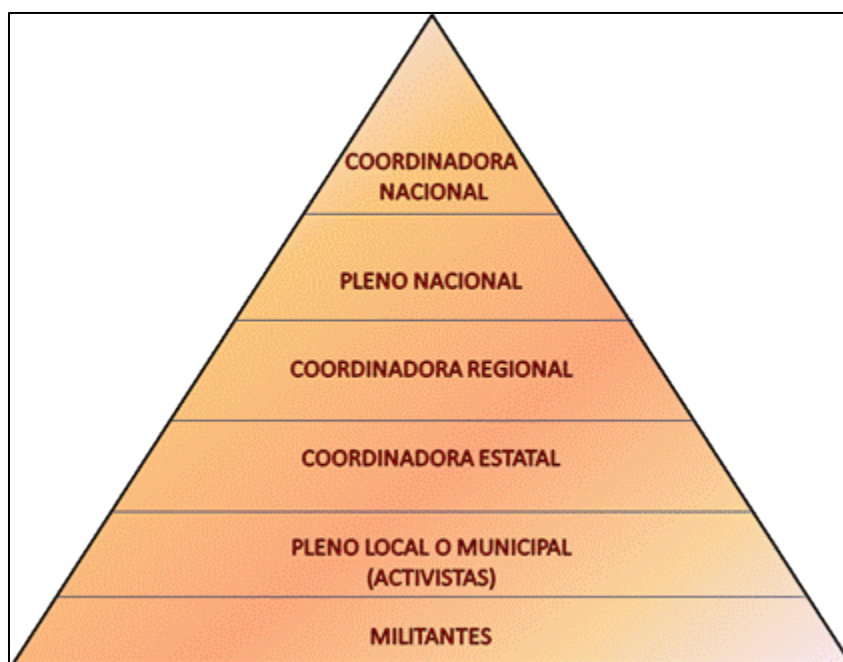 COORDINADORA
NACIONAL
PLENO NACIONAL
COORDINADORA REGIONAL
COORDINADORA ESTATAL
PLENO LOCAL O MUNICIPAL
(ACTIVISTAS)
MILITANTES